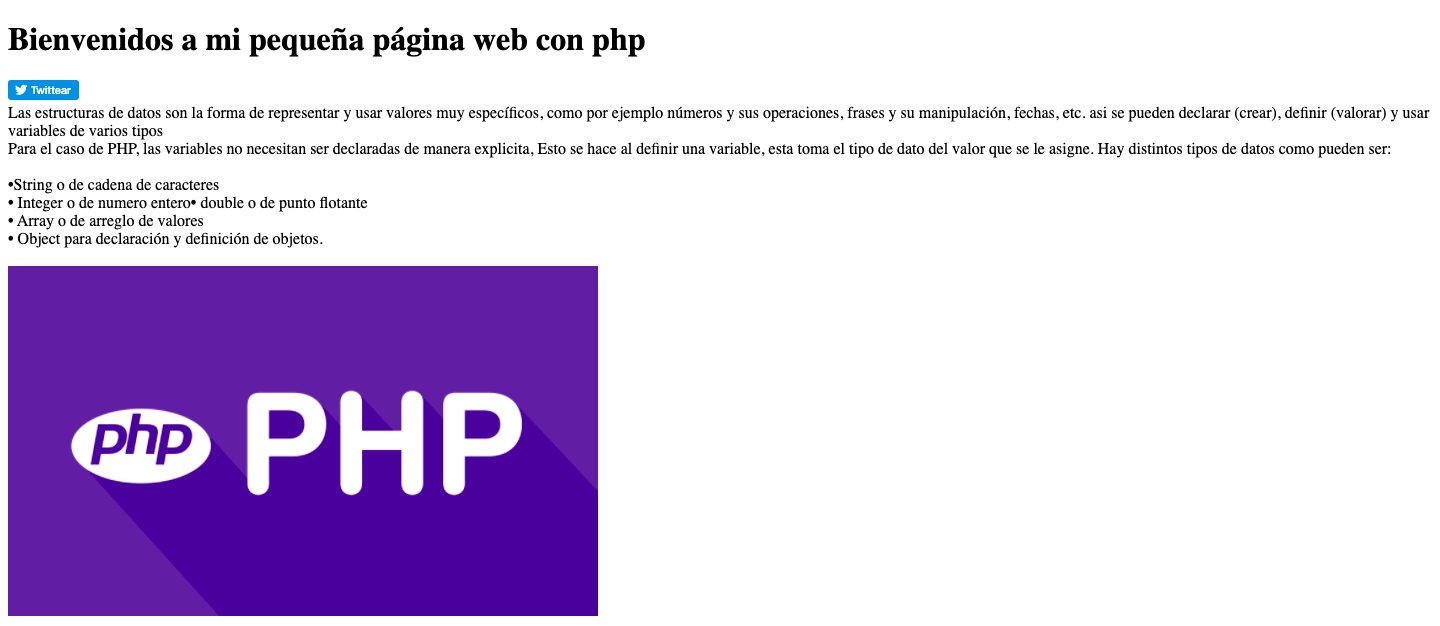 Bienvenidos a mi pequeña página web con php
Twittear
Las estructuras de datos son la forma de representar y usar valores muy específicos, como por ejemplo números y sus operaciones, frases y su manipulación, fechas, etc. asi se pueden declarar (crear), definir (valorar) y usar
variables de varios tipos
Para el caso de PHP, las variables no necesitan ser declaradas de manera explicita, Esto se hace al definir una variable, esta toma el tipo de dato del valor que se le asigne. Hay distintos tipos de datos como pueden ser:
•String o de cadena de caracteres
• Integer o de numero entero• double o de punto flotante
• Array o de arreglo de valores
• Object para declaración y definición de objetos.
php PHP